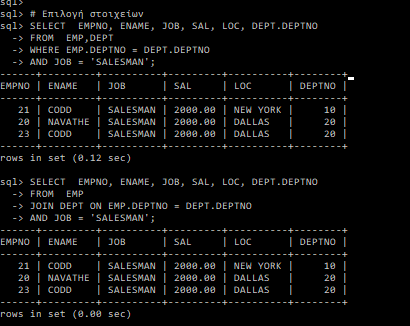 sql>
sql> # Επιλογή στοιχείων
sql> SELECT  EMPNO, ENAME, JOB, SAL, LOC, DEPT.DEPTNO
  -> FROM  EMP,DEPT
  -> WHERE EMP.DEPTNO = DEPT.DEPTNO
  -> AND JOB = 'SALESMAN';
------+---------+----------+---------+----------+--------+
EMPNO | ENAME   | JOB      | SAL     | LOC      | DEPTNO |
------+---------+----------+---------+----------+--------+
   21 | CODD    | SALESMAN | 2000.00 | NEW YORK |     10 |
   20 | NAVATHE | SALESMAN | 2000.00 | DALLAS   |     20 |
   23 | CODD    | SALESMAN | 2000.00 | DALLAS   |     20 |
------+---------+----------+---------+----------+--------+
rows in set (0.12 sec)
sql> SELECT  EMPNO, ENAME, JOB, SAL, LOC, DEPT.DEPTNO
  -> FROM  EMP
  -> JOIN DEPT ON EMP.DEPTNO = DEPT.DEPTNO
  -> AND JOB = 'SALESMAN';
------+---------+----------+---------+----------+--------+
EMPNO | ENAME   | JOB      | SAL     | LOC      | DEPTNO |
------+---------+----------+---------+----------+--------+
   21 | CODD    | SALESMAN | 2000.00 | NEW YORK |     10 |
   20 | NAVATHE | SALESMAN | 2000.00 | DALLAS   |     20 |
   23 | CODD    | SALESMAN | 2000.00 | DALLAS   |     20 |
------+---------+----------+---------+----------+--------+
rows in set (0.00 sec)